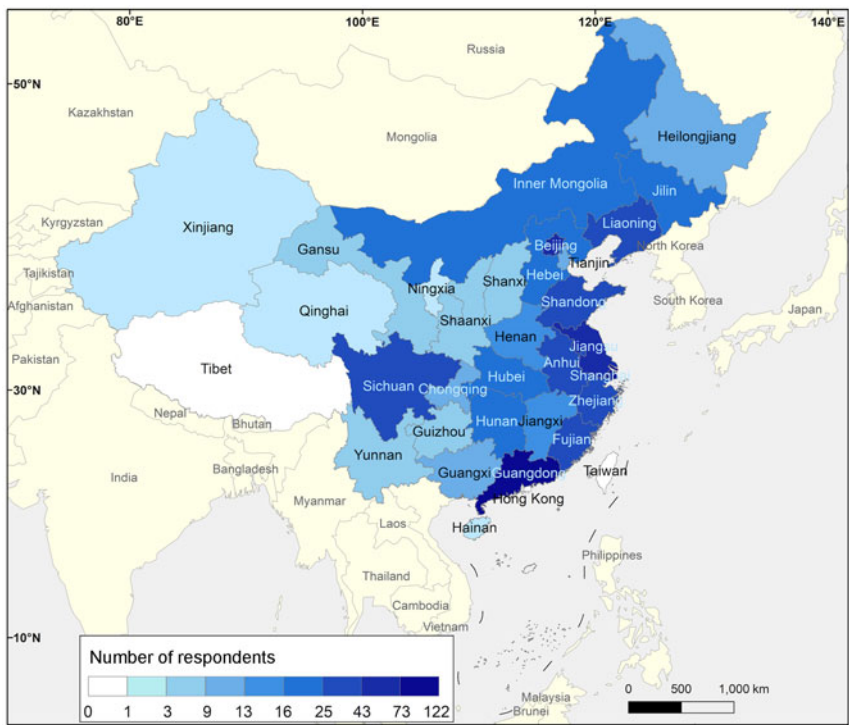 80°E 100°E 120°E 140°E
Russia
50°N
Kazakhstan
Heilongjiang
Mongolia
Inner Mongolia
Jilin
Xinjiang
Liaoning
Kyrgyzstan
Gansu
Beijing
North Korea
Tianjin
Tajikistan
Hebei
Shanxi
Ningxia
Afghanistan
Qinghai
Shandong
South Korea
Japan
Shaanxi
Henan
Jiangsu
Pakistan
Anhui
Tibet
Shanghai
Hubei
30°N
Sichuan
Chongqing
Zhejiang
Nepal
Hunan
Jiangxi
Bhutan
Guizhou
Fujian
Yunnan
Bangladesh
Guangxi
Guangdong
Taiwan
India
Hong Kong
Myanmar
Laos
Hainan
Philippines
Thailand
Cambodia
Vietnam
10°N
Number of respondents
0 1 3 9 13 16 25 43 73 122
Malaysia
Brunei
0 500 1,000 km